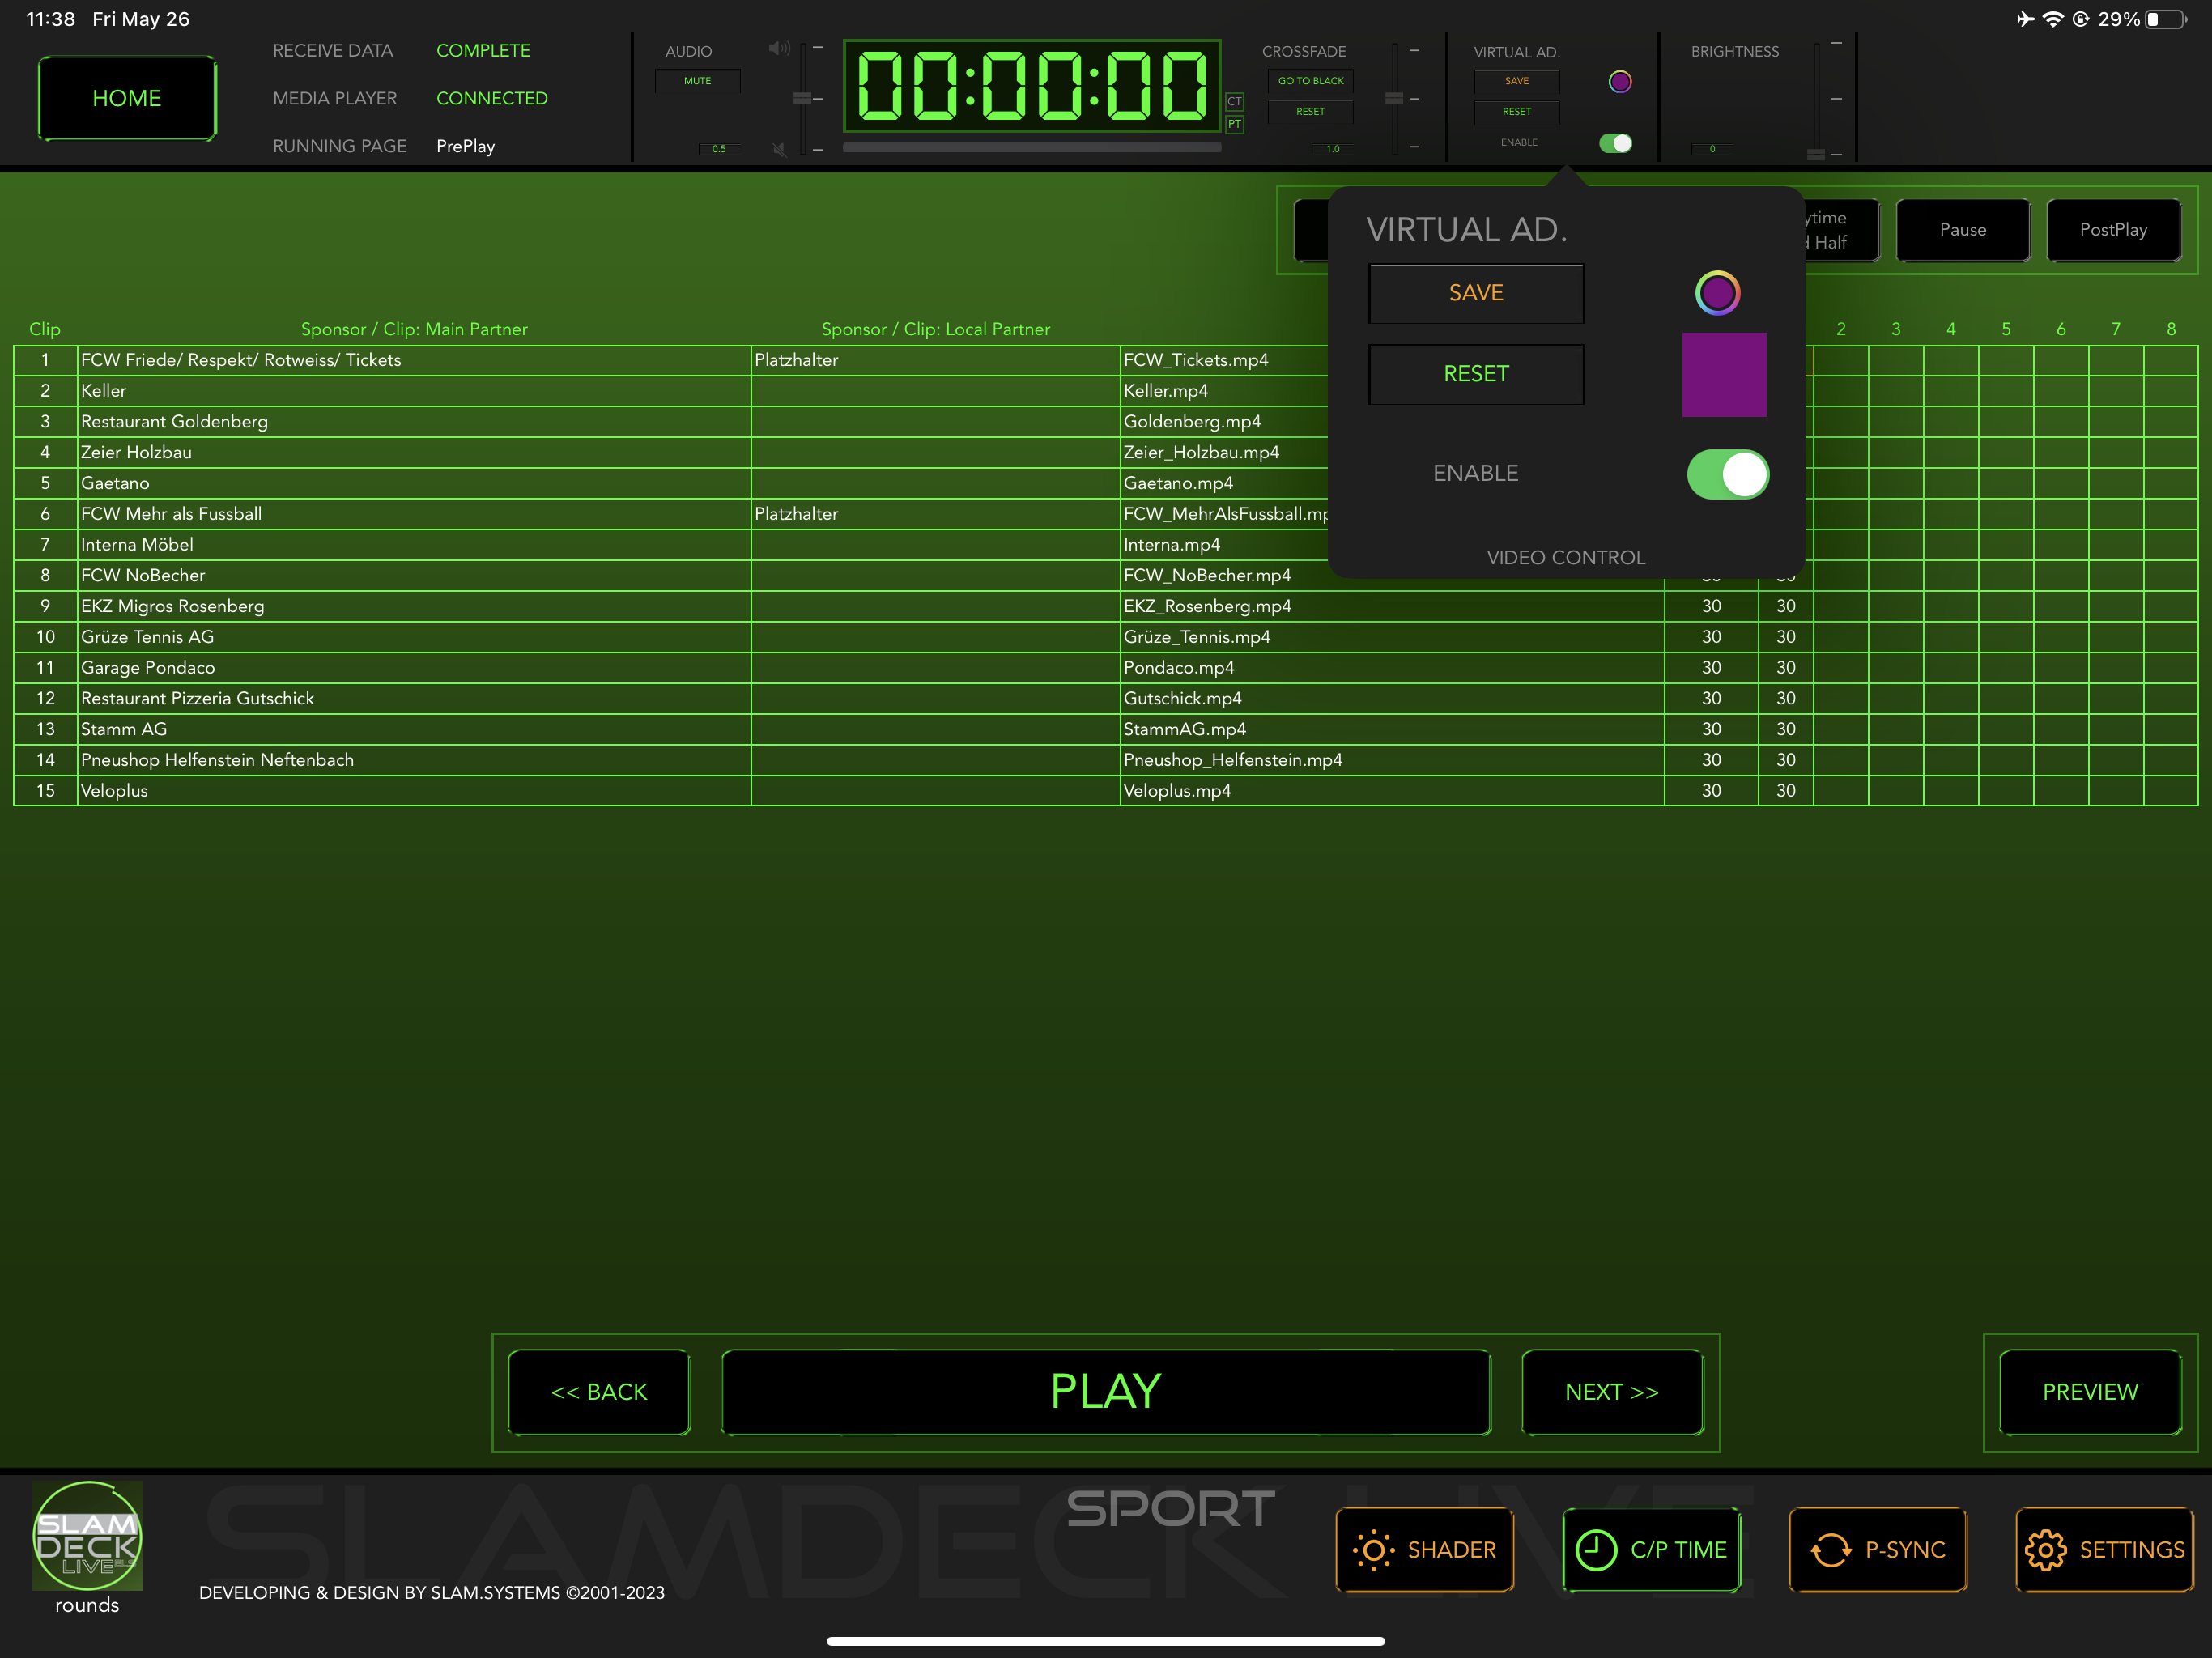 11:38 Fri May 26
29%
HOME
RECEIVE DATA COMPLETE
MEDIA PLAYER CONNECTED
RUNNING PAGE PrePlay
AUDIO
MUTE
0.5
00:00:00
CT
PT
CROSSFADE
GO TO BLACK
RESET
1.0
VIRTUAL AD.
SAVE
RESET
ENABLE
BRIGHTNESS
0
VIRTUAL AD.
SAVE
RESET
ENABLE
VIDEO CONTROL
Half
Pause
PostPlay
Clip Sponsor / Clip: Main Partner Sponsor / Clip: Local Partner 2 3 4 5 6 7 8
1 FCW Friede/ Respekt/ Rotweiss/ Tickets Platzhalter FCW_Tickets.mp4
2 Keller Keller.mp4
3 Restaurant Goldenberg Goldenberg.mp4
4 Zeier Holzbau Zeier_Holzbau.mp4
5 Gaetano Gaetano.mp4
6 FCW Mehr als Fussball Platzhalter FCW_MehrAlsFussball.mp
7 Interna Möbel Interna.mp4
8 FCW NoBecher FCW_NoBecher.mp4
9 EKZ Migros Rosenberg EKZ_Rosenberg.mp4 30 30
10 Grüze Tennis AG Grüze_Tennis.mp4 30 30
11 Garage Pondaco Pondaco.mp4 30 30
12 Restaurant Pizzeria Gutschick Gutschick.mp4 30 30
13 Stamm AG StammAG.mp4 30 30
14 Pneushop Helfenstein Neftenbach Pneushop_Helfenstein.mp4 30 30
15 Veloplus Veloplus.mp4 30 30
<< BACK PLAY NEXT >> PREVIEW
SLAMDECK LIVE
SPORT
SLAM
DECK
LIVE
rounds
DEVELOPING & DESIGN BY SLAM.SYSTEMS ©2001-2023
SHADER C/P TIME P-SYNC SETTINGS